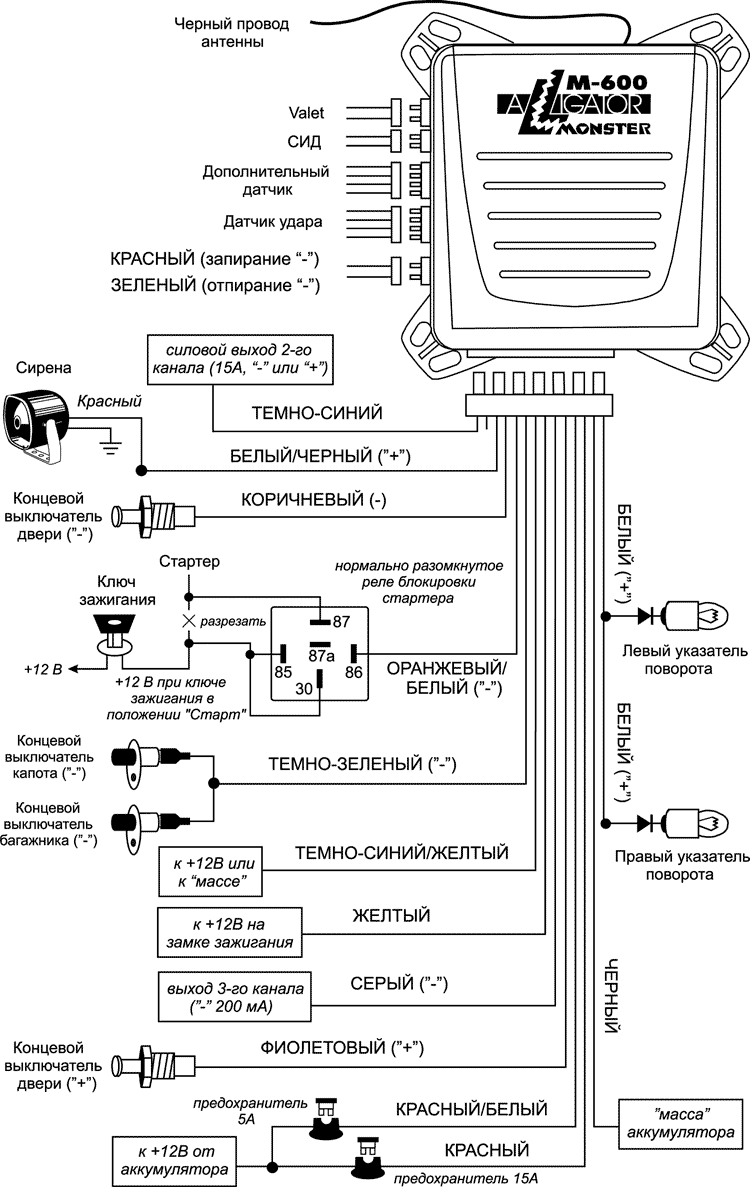 Черный провод
антенны
M-600
ALLIGATOR
MONSTER
Valet
СИД
Дополнительный
датчик
Датчик удара
КРАСНЫЙ (запирание “-”)
ЗЕЛЕНЫЙ (отпирание “-”)
силовой выход 2-го
канала (15А, “-” или “+”)
Сирена
Красный
ТЕМНО-СИНИЙ
БЕЛЫЙ/ЧЕРНЫЙ (”+”)
Концевой
выключатель
двери (”-”)
КОРИЧНЕВЫЙ (-)
БЕЛЫЙ (”+”)
Стартер
нормально разомкнутое
реле блокировки
стартера
Ключ
зажигания
разрезать
87
87а
85
86
30
+12 В
+12 В при ключе
зажигания в
положении "Старт"
ОРАНЖЕВЫЙ/
БЕЛЫЙ (”-”)
Левый указатель
поворота
БЕЛЫЙ (”+”)
Концевой
выключатель
капота (”-”)
ТЕМНО-ЗЕЛЕНЫЙ (”-”)
Концевой
выключатель
багажника (”-”)
Правый указатель
поворота
ТЕМНО-СИНИЙ/ЖЕЛТЫЙ
к +12В или
к “массе”
ЖЕЛТЫЙ
к +12В на
замке зажигания
СЕРЫЙ (”-”)
выход 3-го канала
(”-” 200 мА)
ЧЕРНЫЙ
Концевой
выключатель
двери (”+”)
ФИОЛЕТОВЫЙ (”+”)
предохранитель
5А
КРАСНЫЙ/БЕЛЫЙ
”масса”
аккумулятора
к +12В от
аккумулятора
КРАСНЫЙ
предохранитель 15А